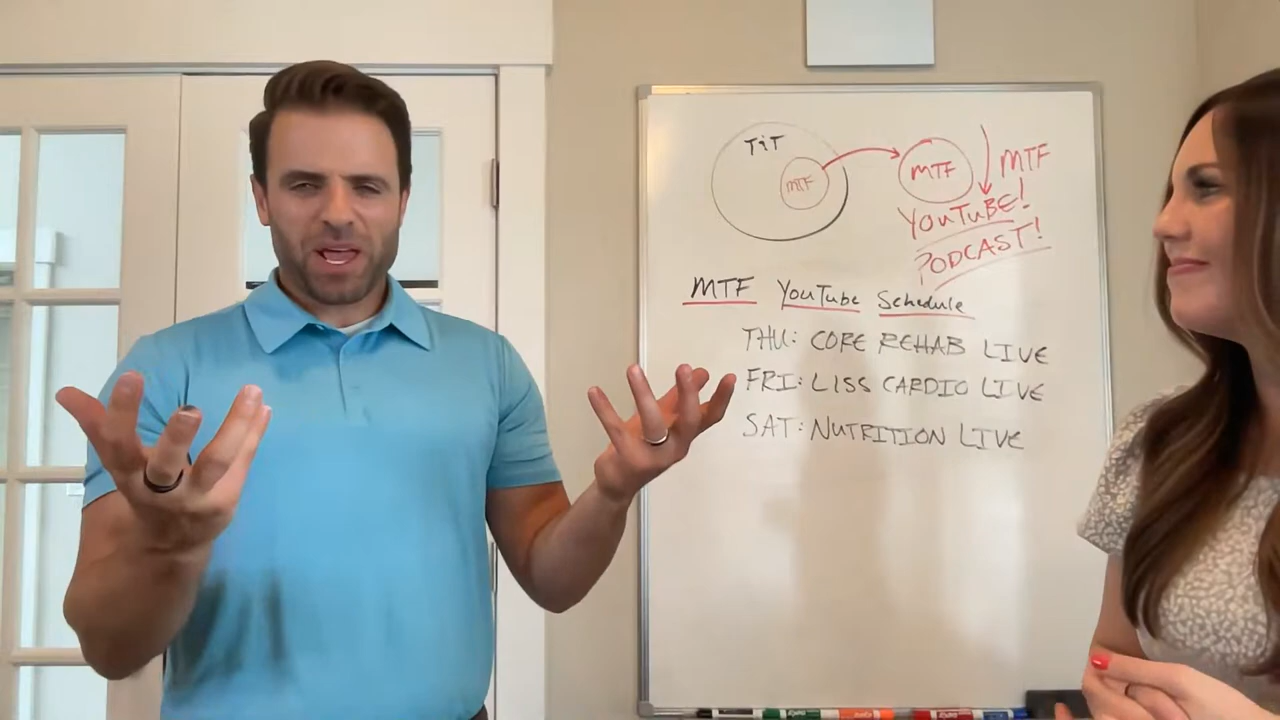 TiT
MTF
MTF
MTF
YOUTUBE!
PODCAST!
MTF YouTube Schedule
THU: CORE REHAB LIVE
FRI: LISS CARDIO LIVE
SAT: NUTRITION LIVE